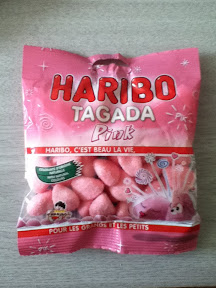 HARIBO
TAGADA
Pink
HARIBO, C'EST BEAU LA VIE,
POUR LES GRANDS ET LES PETITS